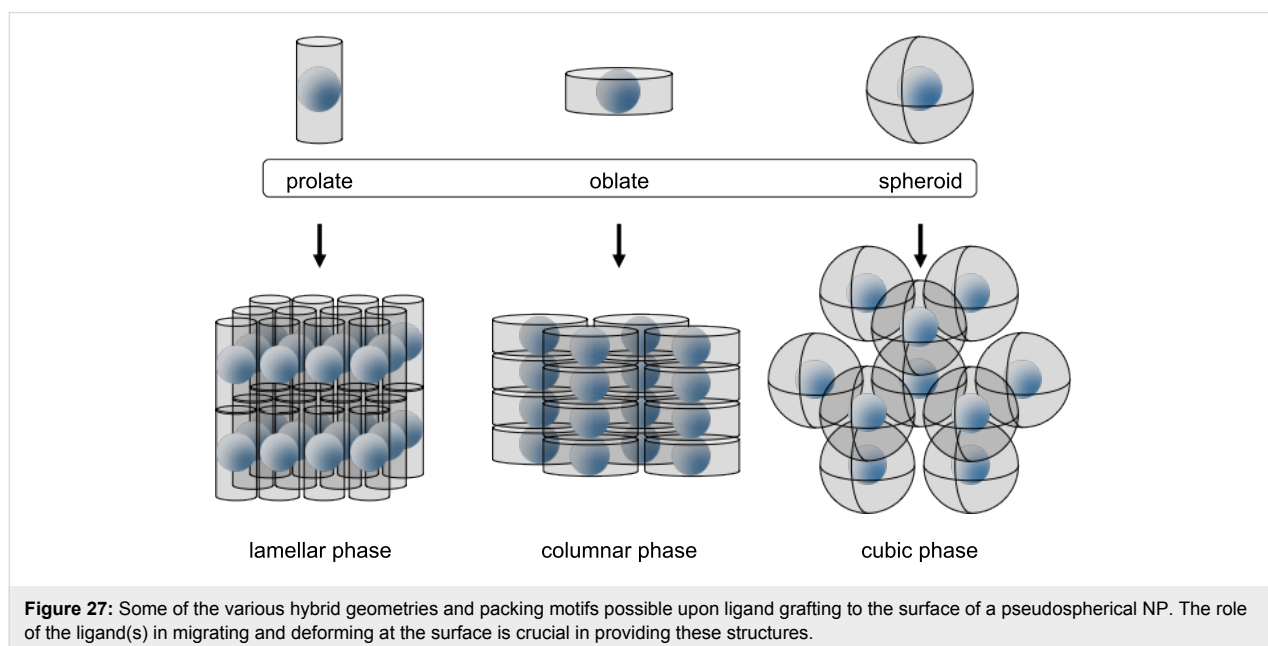 prolate oblate spheroid
lamellar phase columnar phase cubic phase
Figure 27: Some of the various hybrid geometries and packing motifs possible upon ligand grafting to the surface of a pseudospherical NP. The role
of the ligand(s) in migrating and deforming at the surface is crucial in providing these structures.